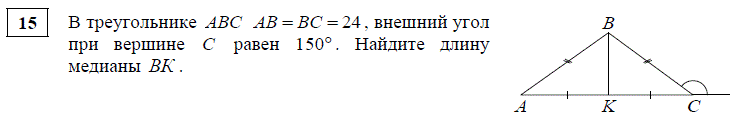 15 В треугольнике ABC AB = BC = 24, внешний угол
при вершине C равен 150°. Найдите длину
медианы BK.
B
A K C